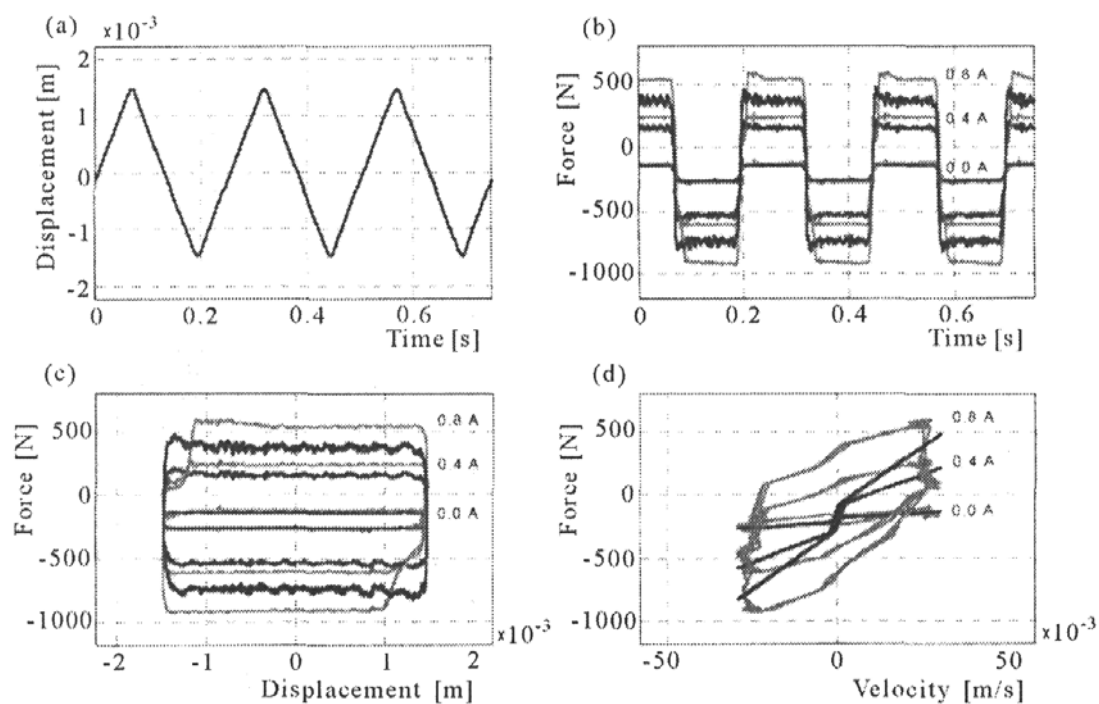 (a)
×10⁻³
Displacement [m]
2
1
0
-1
-2
0
0.2
0.4
0.6
Time [s]
(b)
Force [N]
500
0
-500
-1000
0.8 A
0.4 A
0.0 A
0
0.2
0.4
0.6
Time [s]
(c)
Force [N]
500
0
-500
-1000
0.8 A
0.4 A
0.0 A
-2
-1
0
1
2
×10⁻³
Displacement [m]
(d)
Force [N]
500
0
-500
-1000
0.8 A
0.4 A
0.0 A
-50
0
50
×10⁻³
Velocity [m/s]